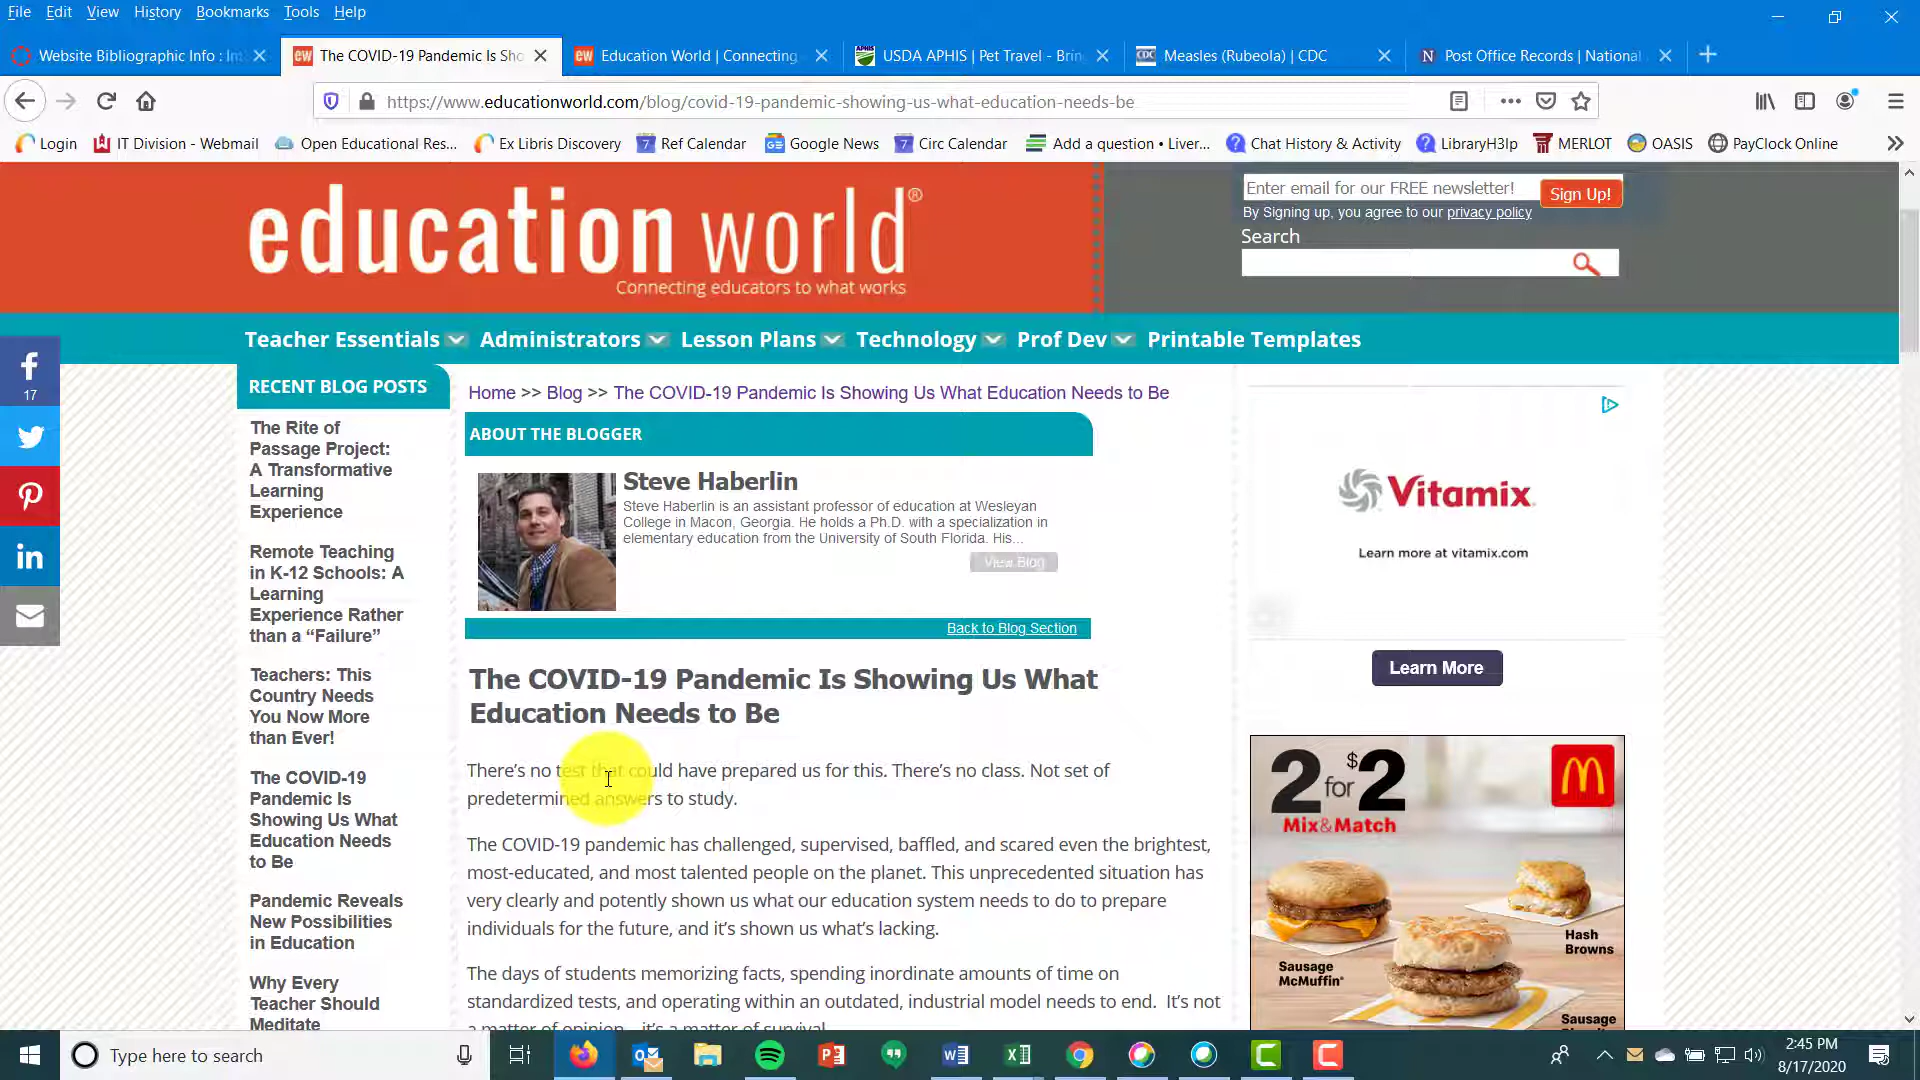 File Edit View History Bookmarks Tools Help
Website Bibliographic Info : Im
The COVID-19 Pandemic Is Sho
Education World | Connecting
USDA APHIS | Pet Travel - Brin
Measles (Rubeola) | CDC
Post Office Records | National
https://www.educationworld.com/blog/covid-19-pandemic-showing-us-what-education-needs-be
Login IT Division - Webmail Open Educational Res... Ex Libris Discovery Ref Calendar Google News Circ Calendar Add a question • Liver... Chat History & Activity LibraryH3lp MERLOT OASIS PayClock Online
education world®
Connecting educators to what works
Enter email for our FREE newsletter! Sign Up!
By Signing up, you agree to our privacy policy
Search
Teacher Essentials Administrators Lesson Plans Technology Prof Dev Printable Templates
17
RECENT BLOG POSTS
The Rite of
Passage Project:
A Transformative
Learning
Experience
Remote Teaching
in K-12 Schools: A
Learning
Experience Rather
than a “Failure”
Teachers: This
Country Needs
You Now More
than Ever!
The COVID-19
Pandemic Is
Showing Us What
Education Needs
to Be
Pandemic Reveals
New Possibilities
in Education
Why Every
Teacher Should
Meditate
Home >> Blog >> The COVID-19 Pandemic Is Showing Us What Education Needs to Be
ABOUT THE BLOGGER
Steve Haberlin
Steve Haberlin is an assistant professor of education at Wesleyan
College in Macon, Georgia. He holds a Ph.D. with a specialization in
elementary education from the University of South Florida. His...
View Blog
Back to Blog Section
The COVID-19 Pandemic Is Showing Us What
Education Needs to Be
There’s no test that could have prepared us for this. There’s no class. Not set of
predetermined answers to study.
The COVID-19 pandemic has challenged, supervised, baffled, and scared even the brightest,
most-educated, and most talented people on the planet. This unprecedented situation has
very clearly and potently shown us what our education system needs to do to prepare
individuals for the future, and it’s shown us what’s lacking.
The days of students memorizing facts, spending inordinate amounts of time on
standardized tests, and operating within an outdated, industrial model needs to end. It’s not
a matter of opinion...it’s a matter of survival
Vitamix
Learn more at vitamix.com
Learn More
2 for $2
Mix&Match
Hash
Browns
Sausage
McMuffin®
Sausage
Type here to search
2:45 PM
8/17/2020